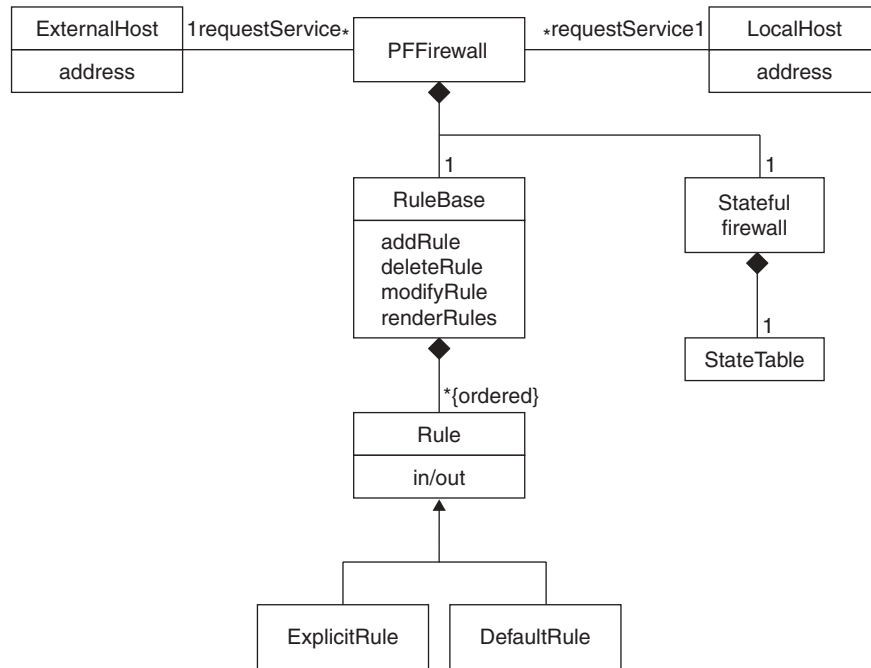 ExternalHost
address
1requestService*
PFFirewall
*requestService1
LocalHost
address
1
1
RuleBase
addRule
deleteRule
modifyRule
renderRules
Stateful
firewall
1
StateTable
*{ordered}
Rule
in/out
ExplicitRule
DefaultRule